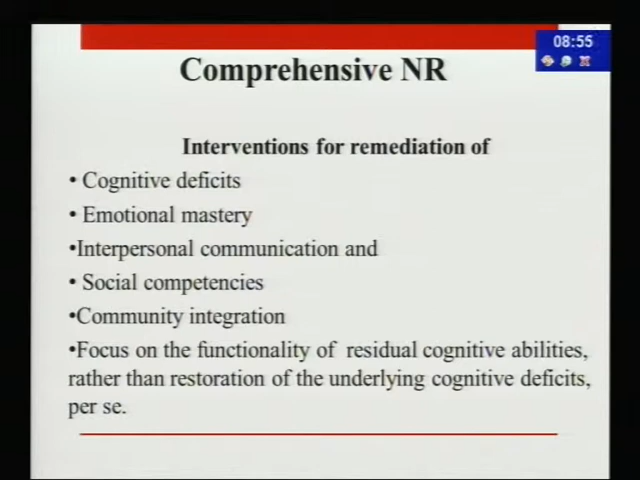 08:55
Comprehensive NR
Interventions for remediation of
• Cognitive deficits
• Emotional mastery
•Interpersonal communication and
• Social competencies
•Community integration
•Focus on the functionality of residual cognitive abilities,
rather than restoration of the underlying cognitive deficits,
per se.